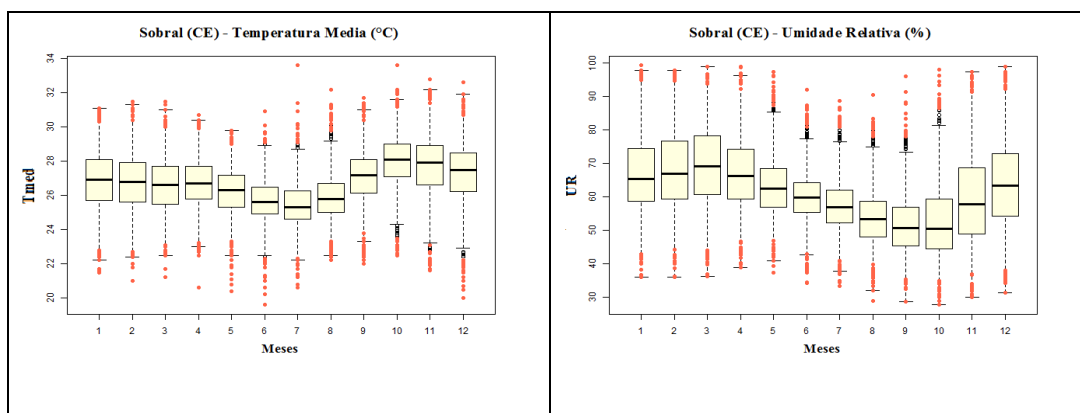 Sobral (CE) - Temperatura Media (°C)
Tmed
34
32
30
28
26
24
22
20
1 2 3 4 5 6 7 8 9 10 11 12
Meses
Sobral (CE) - Umidade Relativa (%)
UR
100
90
80
70
60
50
40
30
1 2 3 4 5 6 7 8 9 10 11 12
Meses